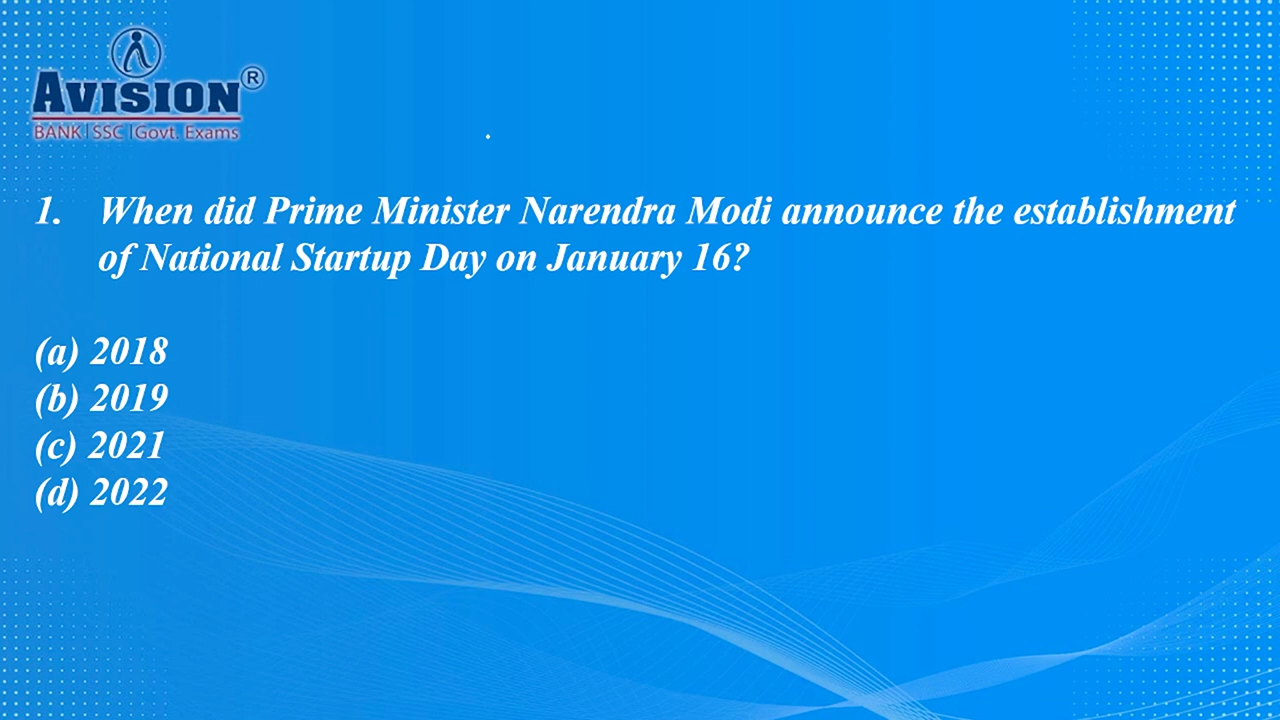 AVISION®
BANK | SSC | Govt. Exams
1. When did Prime Minister Narendra Modi announce the establishment
of National Startup Day on January 16?
(a) 2018
(b) 2019
(c) 2021
(d) 2022